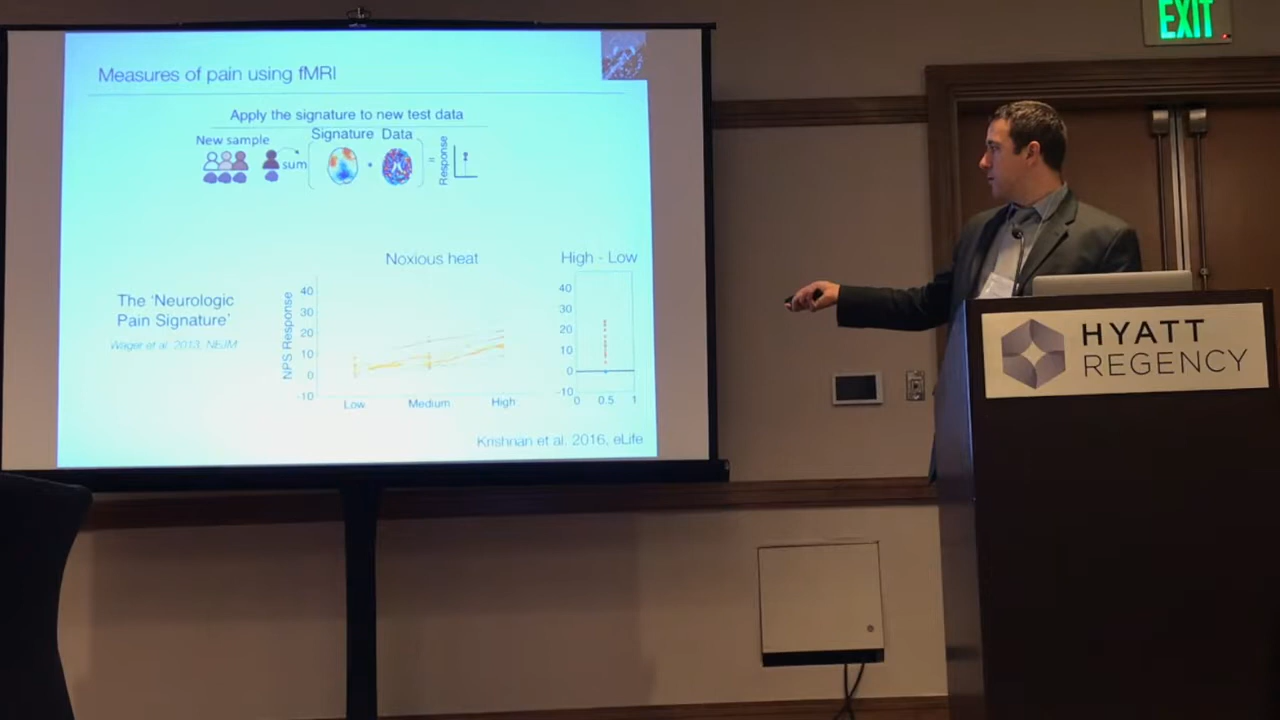 EXIT
Measures of pain using fMRI
Apply the signature to new test data
New sample
Signature Data
sum
=
Response
Noxious heat
High - Low
The ‘Neurologic
Pain Signature’
Wager et al. 2013, NEJM
NPS Response
40
30
20
10
0
-10
Low Medium High
40
30
20
10
0
-10
0 0.5 1
Krishnan et al. 2016, eLife
HYATT
REGENCY